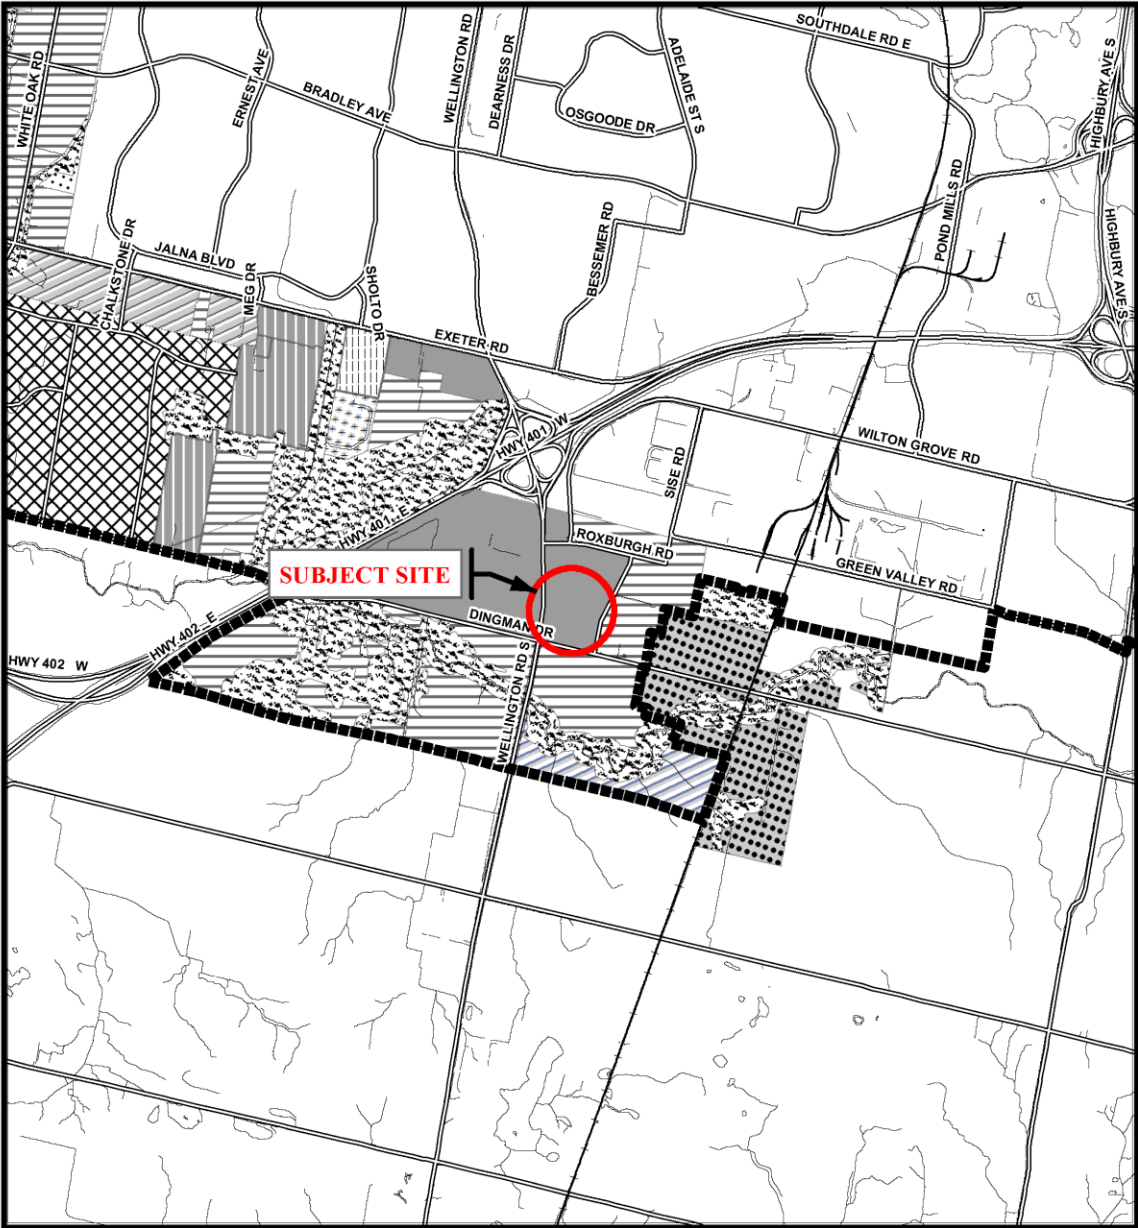 SOUTHDALE RD E
WHITE OAK RD
ERNEST AVE
BRADLEY AVE
WELLINGTON RD
DEARNESS DR
OSGOODE DR
ADELAIDE ST S
HIGHBURY AVE S
POND MILLS RD
HIGHBURY AVE S
BESSEMER RD
CHALKSTONE DR
JALNA BLVD
MEG DR
SHOLTO DR
EXETER RD
HWY 401 W
WILTON GROVE RD
SISE RD
HWY 401 E
ROXBURGH RD
GREEN VALLEY RD
SUBJECT SITE
DINGMAN DR
HWY 402 E
HWY 402 W
WELLINGTON RD S